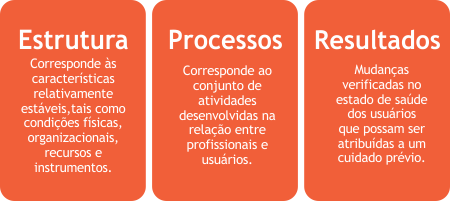 Estrutura
Corresponde às
características
relativamente
estáveis,tais como
condições físicas,
organizacionais,
recursos e
instrumentos.
Processos
Corresponde ao
conjunto de
atividades
desenvolvidas na
relação entre
profissionais e
usuários.
Resultados
Mudanças
verificadas no
estado de saúde
dos usuários
que possam ser
atribuídas a um
cuidado prévio.